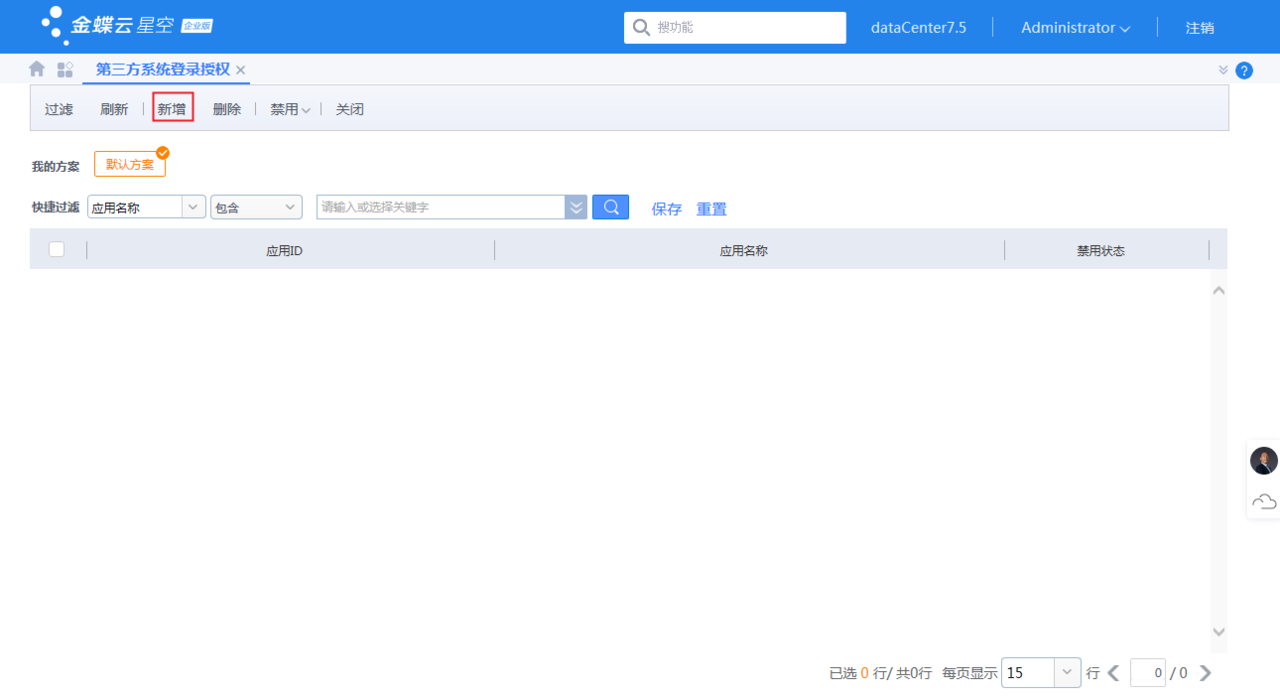 金蝶云 星空 企业版 搜功能 dataCenter7.5 Administrator 注销
第三方系统登录授权 ?
过滤 刷新 新增 删除 禁用 关闭
我的方案 默认方案
快捷过滤 应用名称 包含 请输入或选择关键字 保存 重置
应用ID 应用名称 禁用状态
已选 0 行/ 共0行 每页显示 15 行 0 / 0